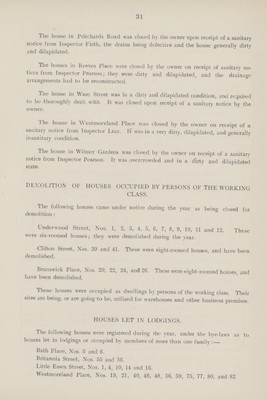 31
The house in Pritchards Road was closed by the owner upon receipt of a sanitary
notice from Inspector Firth, the drains being defective and the house generally dirty
and dilapidated.
The houses in Reeves Place were closed by the owner on receipt of sanitary no-
tices from Inspector Pearson; they were dirty and dilapidated, and the drainage
arrangements had to be reconstructed.
The house in Ware Street was in a dirty and dilapidated condition, and required
to be thoroughly dealt with. It was closed upon receipt of a sanitary notice by the
owner.
The house in Westmoreland Place was closed by the owner on receipt of a
sanitary notice from Inspector Lear. It was in a very dirty, dilapidated, and generally
insanitary condition.
The house in Wilmer Gardens was closed by the owner on receipt of a sanitary
notice from Inspector Pearson. It was overcrowded and in a dirty and dilapidated
state.
DEMOLITION OF HOUSES OCCUPIED BY PERSONS OF THE WORKING
CLASS.
The following houses came under notice during the year as being closed for
demolition:
Underwood Street, Nos. 1, 2, 3, 4, 5, 6, 7, 8, 9, 10, 11 and 12. These
were six-roomed houses; they were demolished during the year.
Clifton Street, Nos. 39 and 41. These were eight-roomed houses, and have been
demolished.
Brunswick Place, Nos. 20, 22, 24, and 26. These were eight-roomed houses, and
have been demolished.
These houses were occupied as dwellings by persons of the working class. Their
sites are being, or are going to be, utilised for warehouse and other business premises.
HOUSES LET IN LODGINGS.
The following houses were registered during the year, under the bye-laws as to
houses let in lodgings or occupied by members of more than one family:—
Bath Place, Nos. 5 and 6.
Britannia Street, Nos. 55 and 56.
Little Essex Street, Nos. 1, 4, 10, 14 and 16.
Westmoreland Place, Nos. 19, 21, 40, 46, 48, 56, 59, 75, 77, 80, and 82.